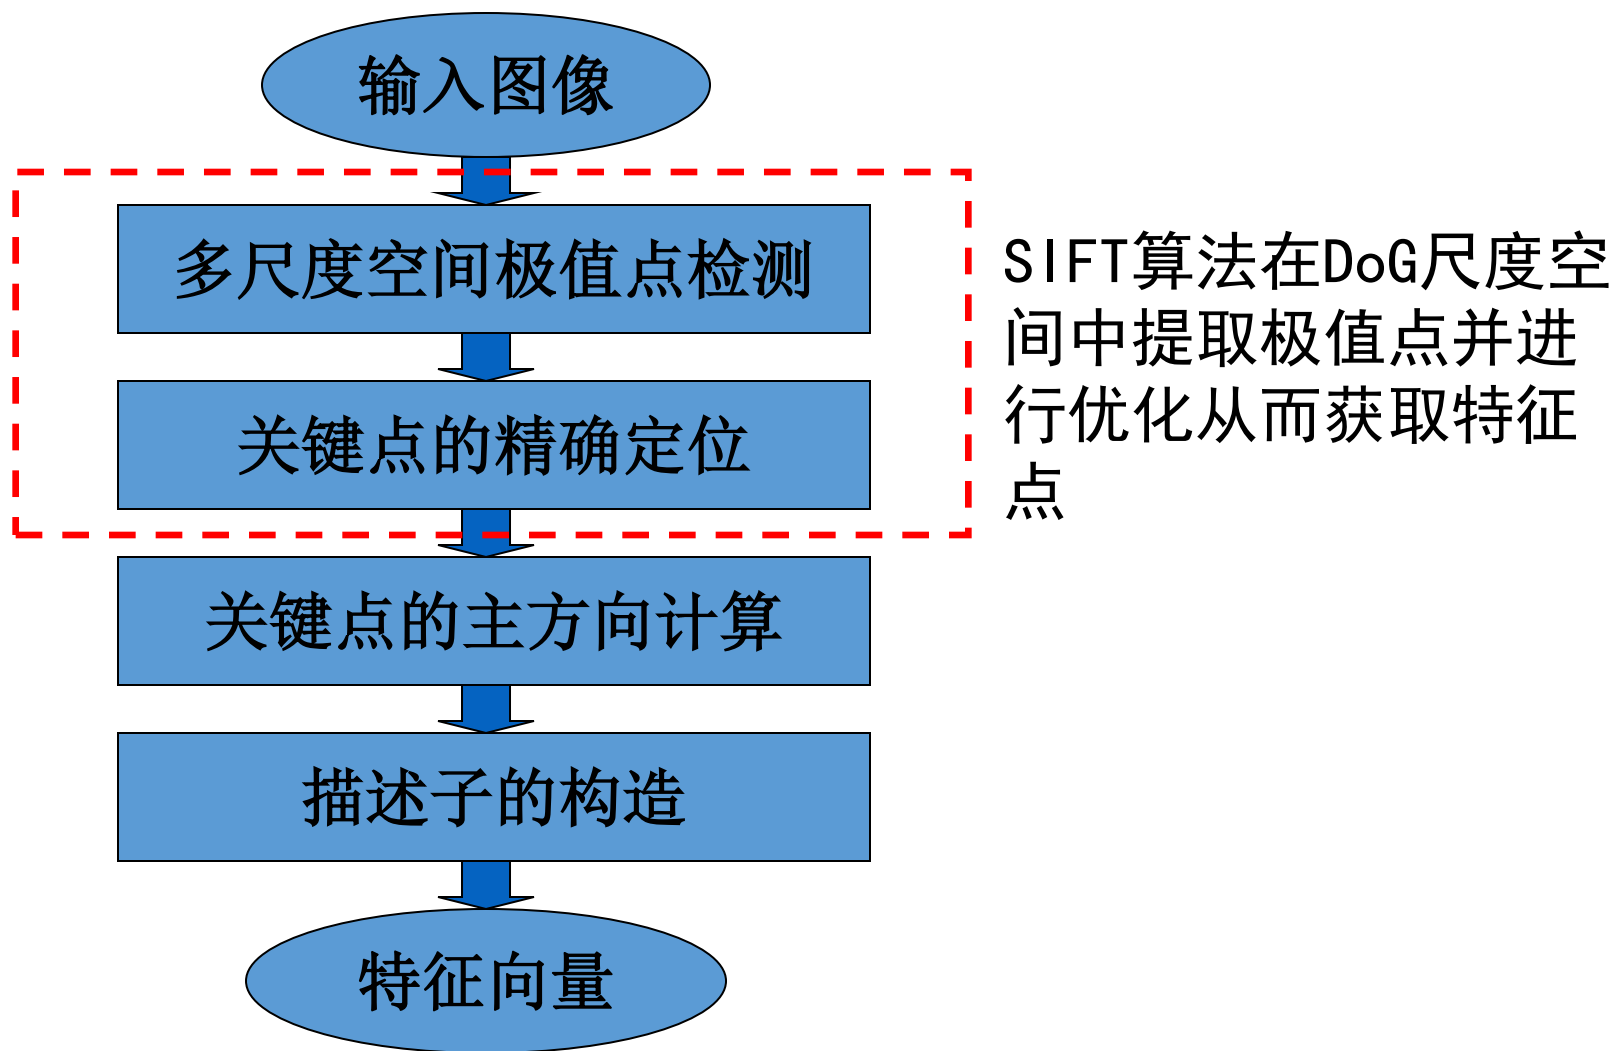 输入图像
多尺度空间极值点检测
SIFT算法在DoG尺度空
间中提取极值点并进
行优化从而获取特征
点
关键点的精确定位
关键点的主方向计算
描述子的构造
特征向量